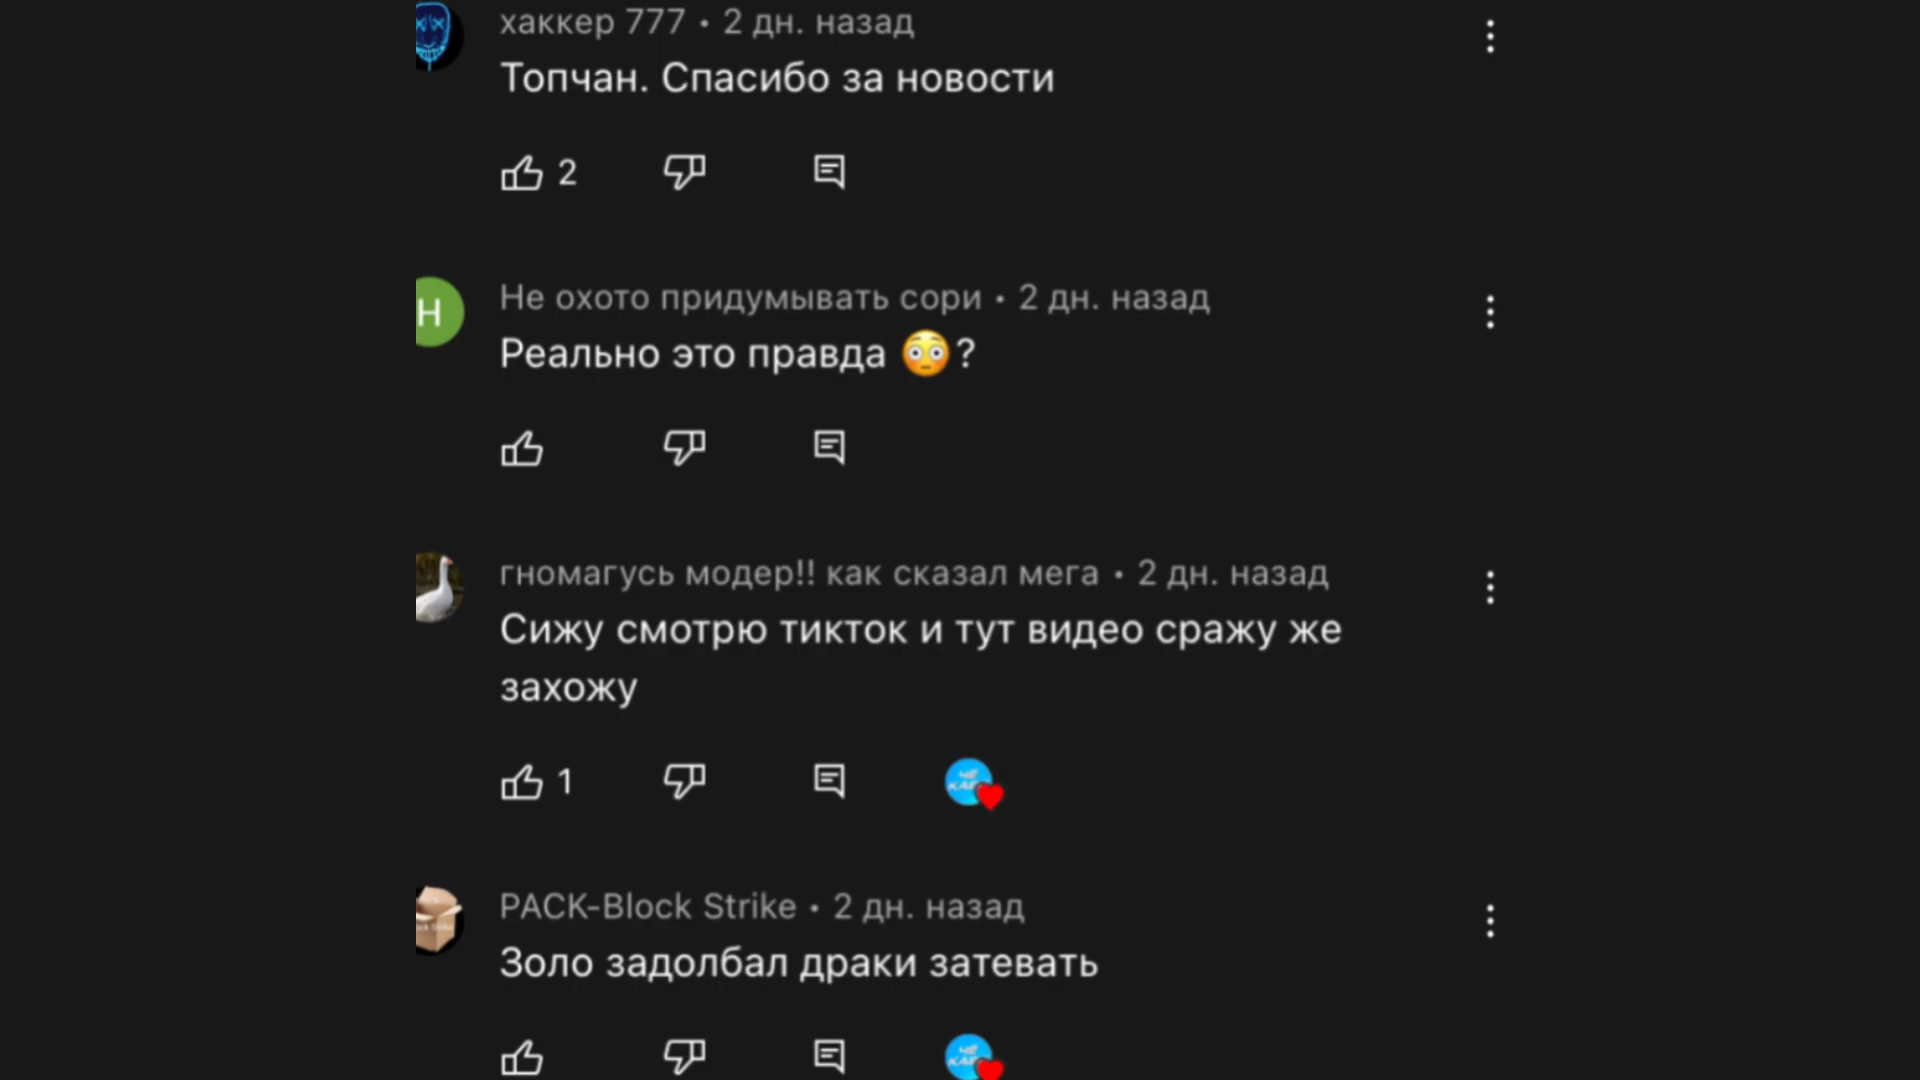 хаккер 777 • 2 дн. назад
Топчан. Спасибо за новости
2
Н
Не охото придумывать сори • 2 дн. назад
Реально это правда 😳?
гномагусь модер!! как сказал мега • 2 дн. назад
Сижу смотрю тикток и тут видео сражу же
захожу
1
ЧЁ
PACK-Block Strike • 2 дн. назад
Золо задолбал драки затевать
ЧЁ